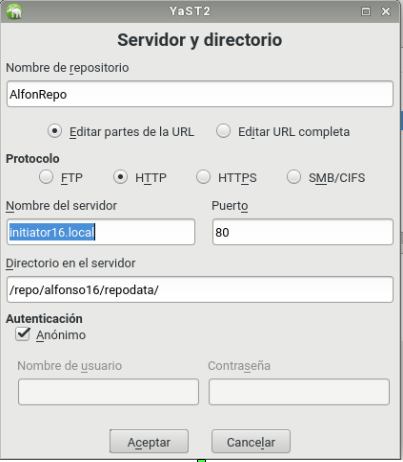 YaST2
Servidor y directorio
Nombre de repositorio
AlfonRepo
Editar partes de la URL Editar URL completa
Protocolo
FTP HTTP HTTPS SMB/CIFS
Nombre del servidor Puerto
initiator16.local 80
Directorio en el servidor
/repo/alfonso16/repodata/
Autenticación
Anónimo
Nombre de usuario Contraseña
Aceptar Cancelar